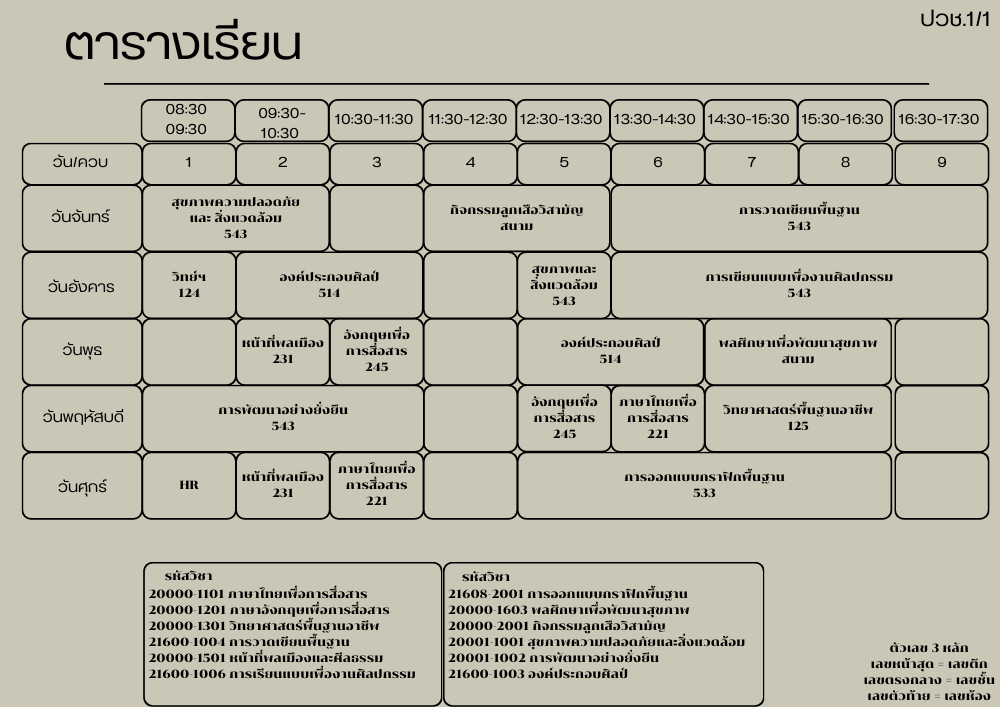 ปวช.1/1
ตารางเรียน
08:30
09:30
09:30-
10:30
10:30-11:30
11:30-12:30
12:30-13:30
13:30-14:30
14:30-15:30
15:30-16:30
16:30-17:30
วัน/ควบ
1
2
3
4
5
6
7
8
9
วันจันทร์
สุขภาพความปลอดภัย
และ สิ่งแวดล้อม
543
กิจกรรมลูกเสือวิสามัญ
สนาม
การวาดเขียนพื้นฐาน
543
วันอังคาร
วิทย์ฯ
124
องค์ประกอบศิลป์
514
สุขภาพและ
สิ่งแวดล้อม
543
การเขียนแบบเพื่องานศิลปกรรม
543
วันพุธ
หน้าที่พลเมือง
231
อังกฤษเพื่อ
การสื่อสาร
245
องค์ประกอบศิลป์
514
พลศึกษาเพื่อพัฒนาสุขภาพ
สนาม
วันพฤหัสบดี
การพัฒนาอย่างยั่งยืน
543
อังกฤษเพื่อ
การสื่อสาร
245
ภาษาไทยเพื่อ
การสื่อสาร
221
วิทยาศาสตร์พื้นฐานอาชีพ
125
วันศุกร์
HR
หน้าที่พลเมือง
231
ภาษาไทยเพื่อ
การสื่อสาร
221
การออกแบบกราฟิกพื้นฐาน
533
รหัสวิชา
20000-1101 ภาษาไทยเพื่อการสื่อสาร
20000-1201 ภาษาอังกฤษเพื่อการสื่อสาร
20000-1301 วิทยาศาสตร์พื้นฐานอาชีพ
21600-1004 การวาดเขียนพื้นฐาน
20000-1501 หน้าที่พลเมืองและศีลธรรม
21600-1006 การเรียนแบบเพื่องานศิลปกรรม
รหัสวิชา
21608-2001 การออกแบบกราฟิกพื้นฐาน
20000-1603 พลศึกษาเพื่อพัฒนาสุขภาพ
20000-2001 กิจกรรมลูกเสือวิสามัญ
20001-1001 สุขภาพความปลอดภัยและสิ่งแวดล้อม
20001-1002 การพัฒนาอย่างยั่งยืน
21600-1003 องค์ประกอบศิลป์
ตัวเลข 3 หลัก
เลขหน้าสุด = เลขตึก
เลขตรงกลาง = เลขชั้น
เลขตัวท้าย = เลขห้อง